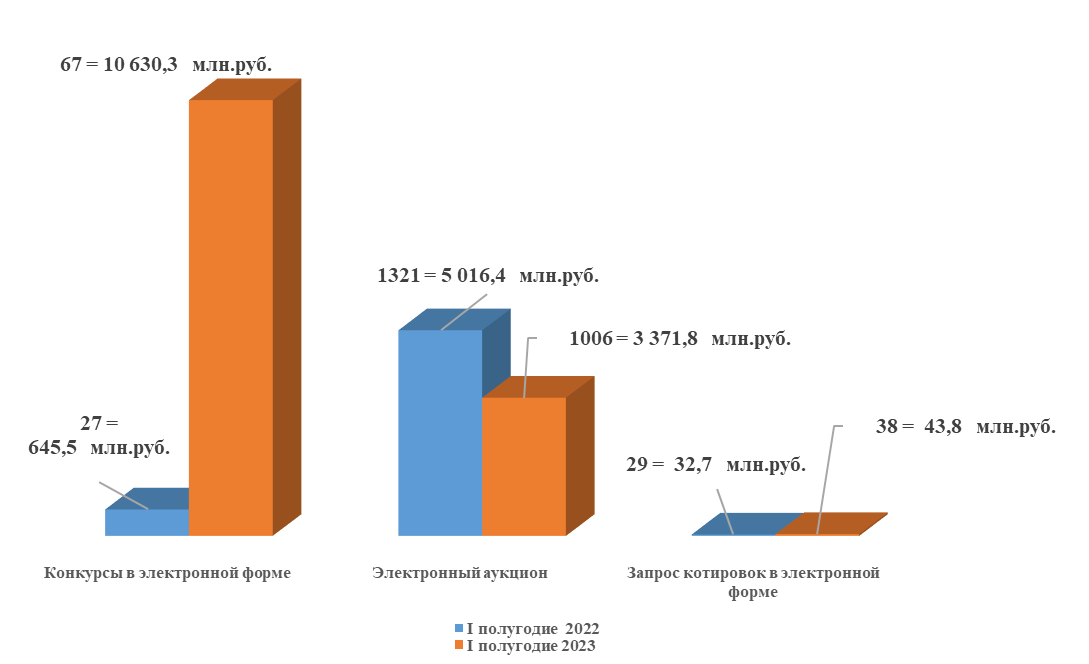 67 = 10 630,3 млн.руб.
1321 = 5 016,4 млн.руб.
1006 = 3 371,8 млн.руб.
27 =
645,5 млн.руб.
38 = 43,8 млн.руб.
29 = 32,7 млн.руб.
Конкурсы в электронной форме
Электронный аукцион
Запрос котировок в электронной
форме
I полугодие 2022
I полугодие 2023